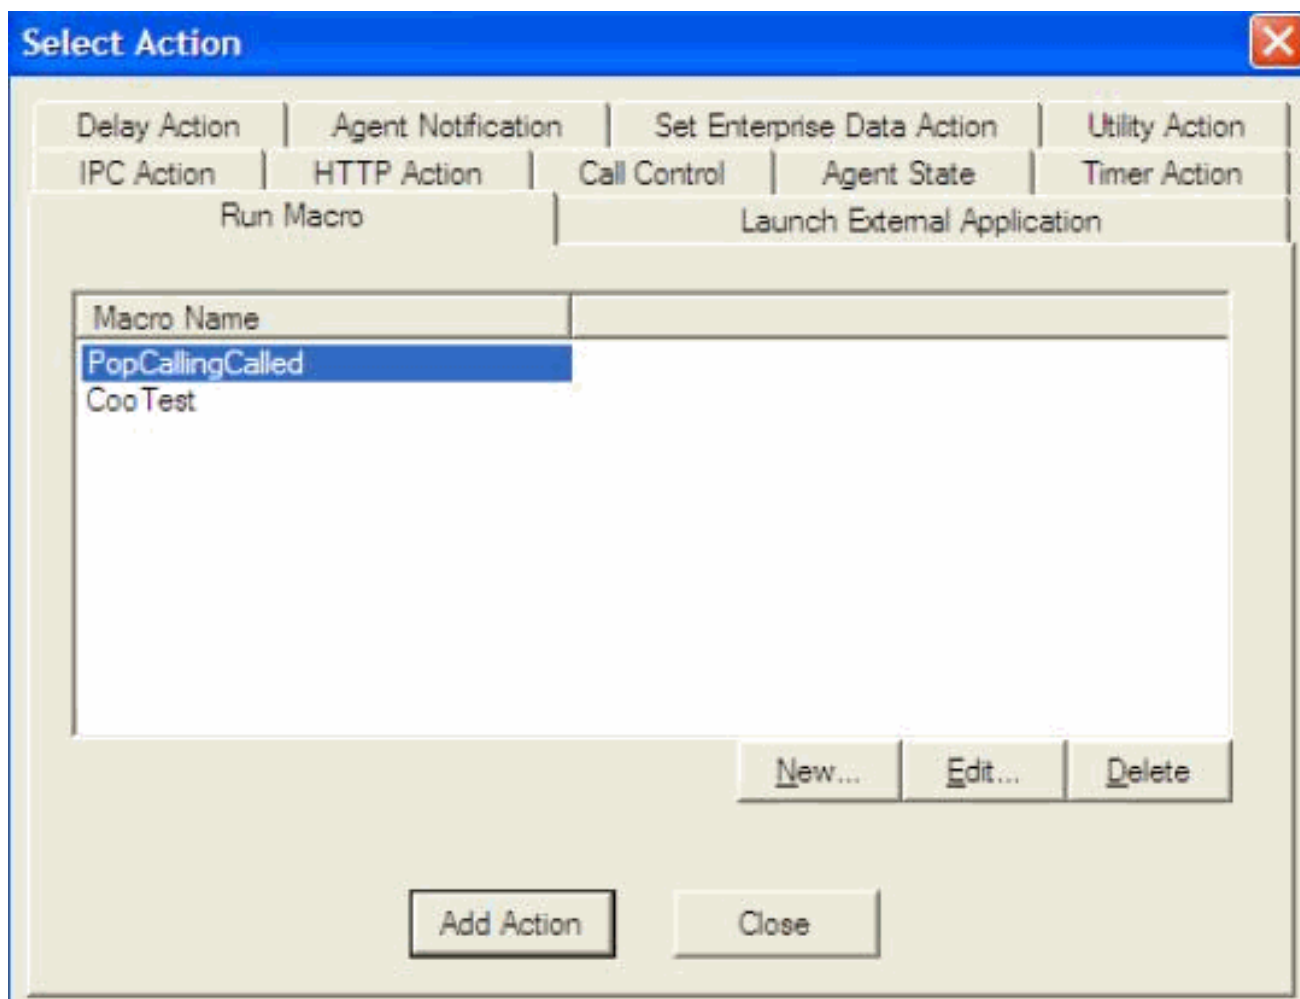 Select Action
Delay Action Agent Notification Set Enterprise Data Action Utility Action
IPC Action HTTP Action Call Control Agent State Timer Action
Run Macro Launch External Application
Macro Name
PopCallingCalled
CooTest
New... Edit... Delete
Add Action Close